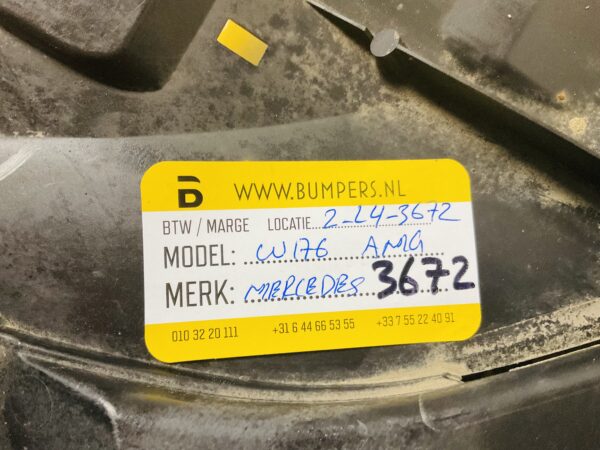 B WWW.BUMPERS.NL
BTW / MARGE LOCATIE 2-L4-3672
MODEL: W176 AMG
MERK: MERCEDES 3672
010 32 20 111 +31 6 44 66 53 55 +33 7 55 22 40 91